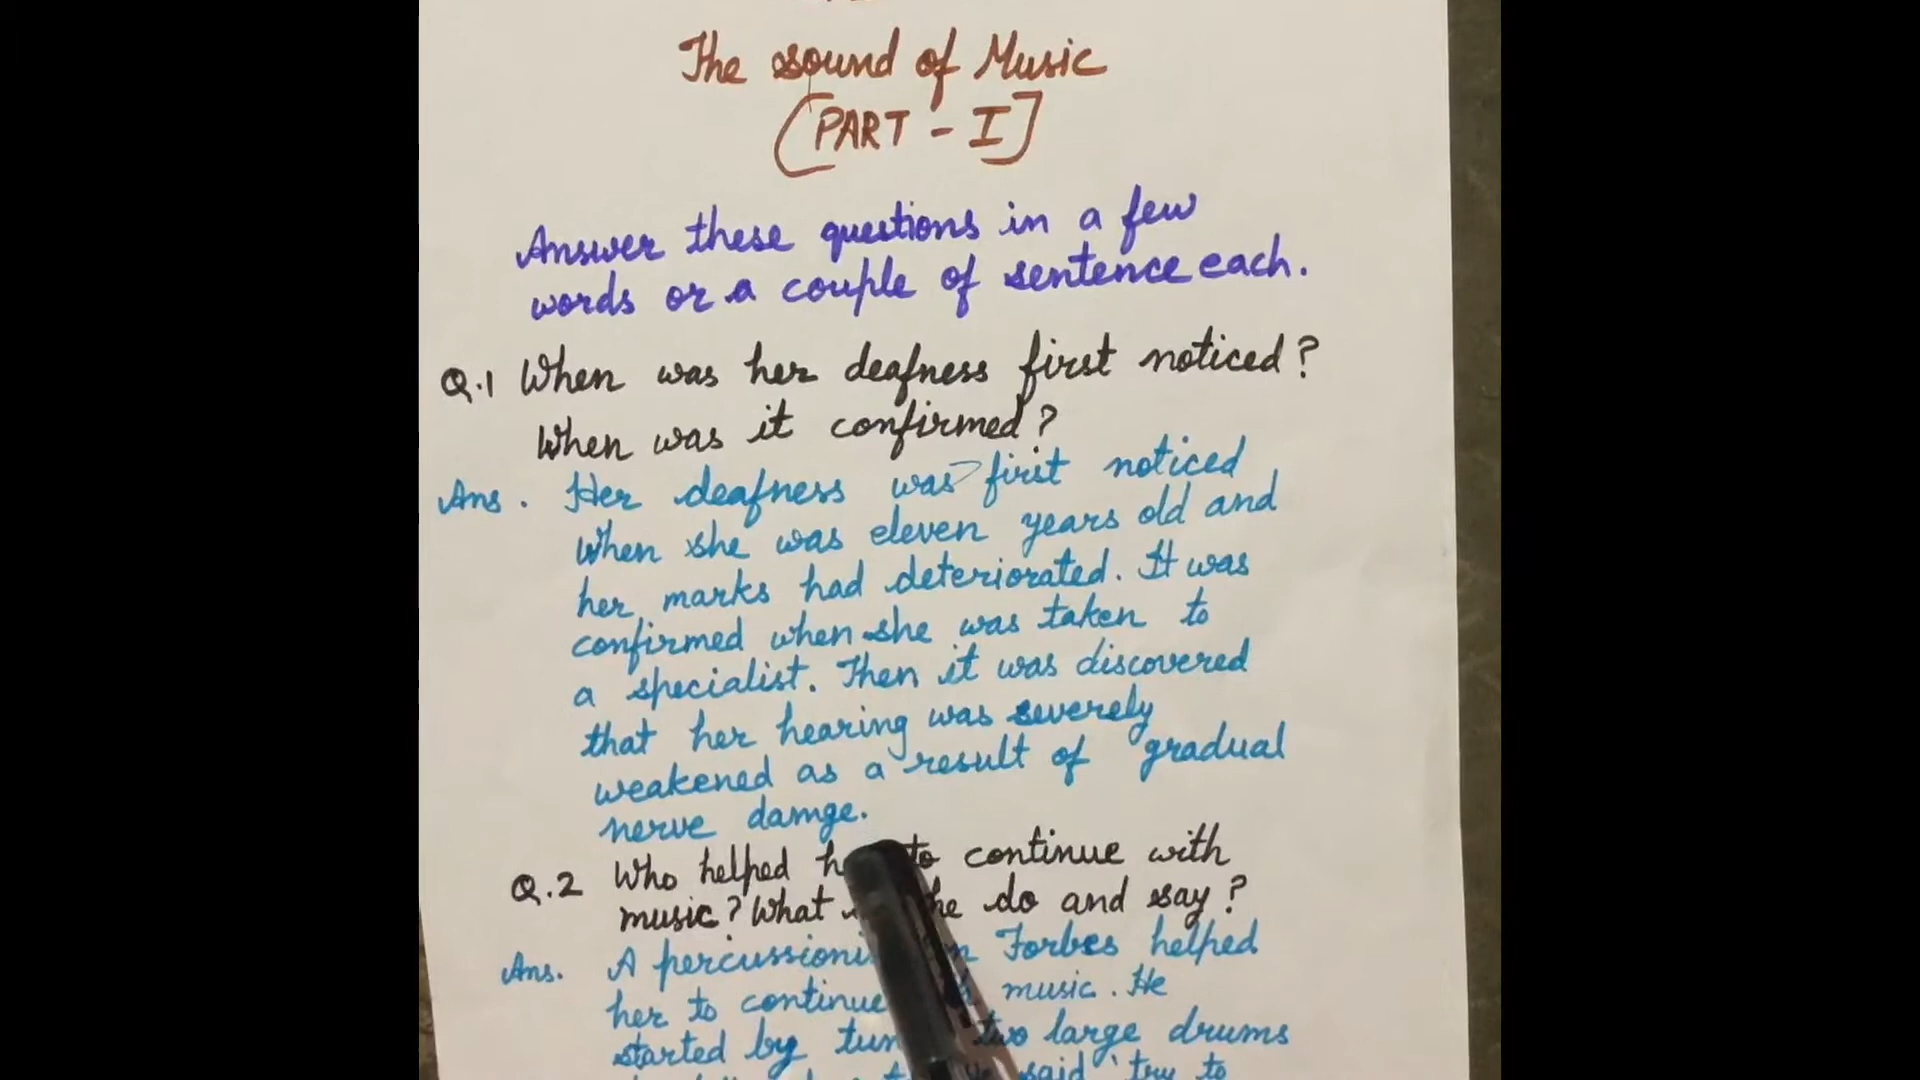 The sound of Music
(PART - I]
Answer these questions in a few
words or a couple of sentence each.
Q.1 When was her deafness first noticed?
When was it confirmed?
Ans. Her deafness was first noticed
when she was eleven years old and
her marks had deteriorated. It was
confirmed when she was taken to
a specialist. Then it was discovered
that her hearing was severely
weakened as a result of gradual
nerve damge.
Q.2 Who helped to continue with
music? What do and say?
Ans. A Forbes helped
her to continue music. He
started by two large drums
said 'try to